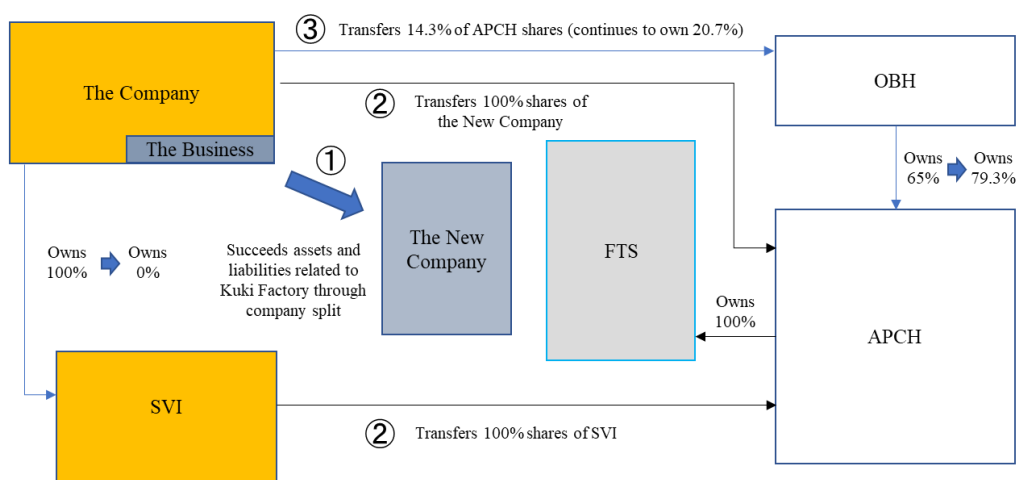 ③ Transfers 14.3% of APCH shares (continues to own 20.7%)
The Company
The Business
OBH
② Transfers 100% shares of
the New Company
①
Owns
65%
Owns
79.3%
Owns
100%
Owns
0%
Succeeds assets and
liabilities related to
Kuki Factory through
company split
The New
Company
FTS
Owns
100%
APCH
SVI
② Transfers 100% shares of SVI